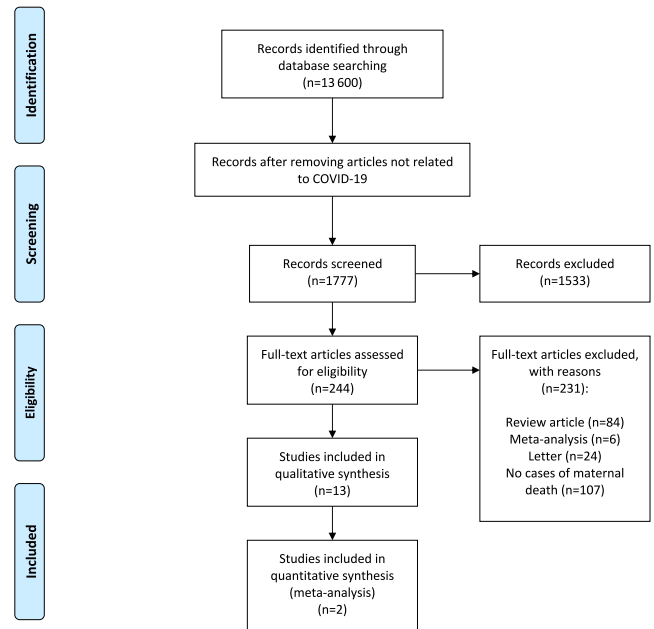 Identification
Records identified through
database searching
(n=13 600)
Records after removing articles not related
to COVID-19
Screening
Records screened
(n=1777)
Records excluded
(n=1533)
Eligibility
Full-text articles assessed
for eligibility
(n=244)
Full-text articles excluded,
with reasons
(n=231):
Review article (n=84)
Meta-analysis (n=6)
Letter (n=24)
No cases of maternal
death (n=107)
Studies included in
qualitative synthesis
(n=13)
Included
Studies included in
quantitative synthesis
(meta-analysis)
(n=2)